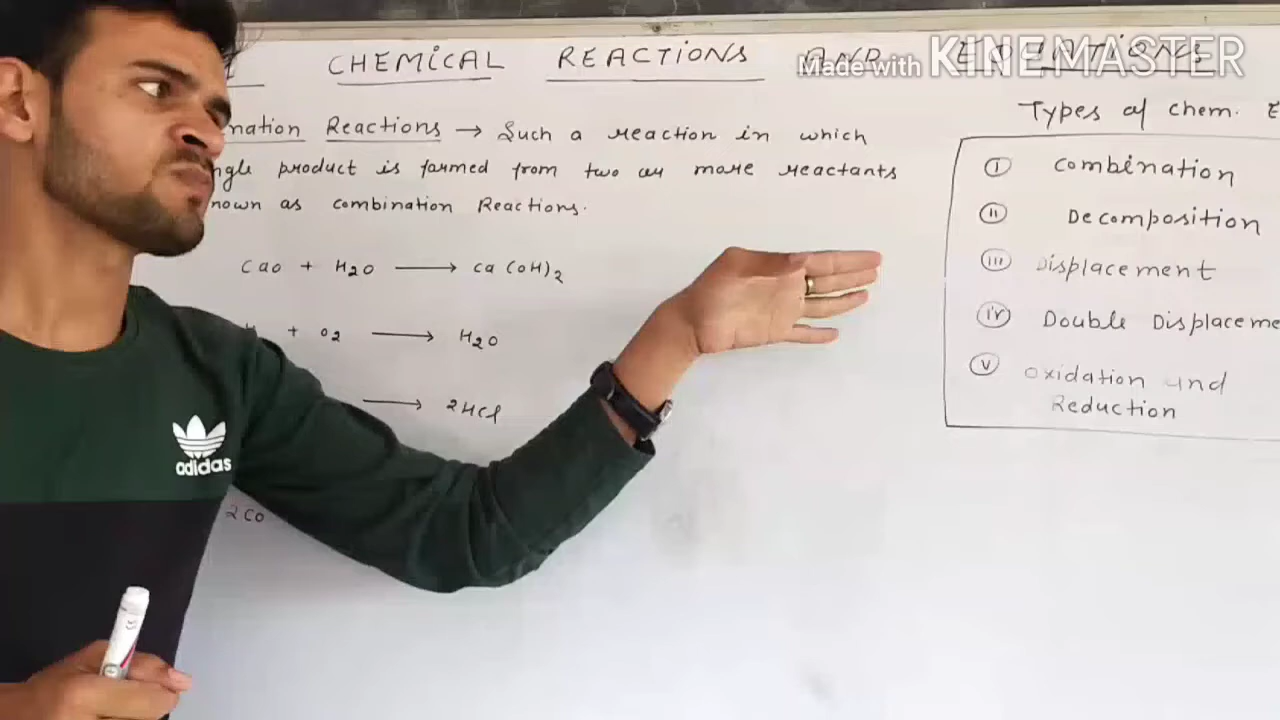 CHEMICAL REACTIONS AND
Made with KINEMASTER
Types of chem.
Reactions → Such a reaction in which
product is formed from two or more reactants
as combination Reactions.
CaO + H2O → Ca(OH)2
+ O2 → H2O
→ 2HCl
2CO
(i) Combination
(ii) Decomposition
(iii) Displacement
(iv) Double Displaceme
(v) Oxidation and
Reduction
adidas